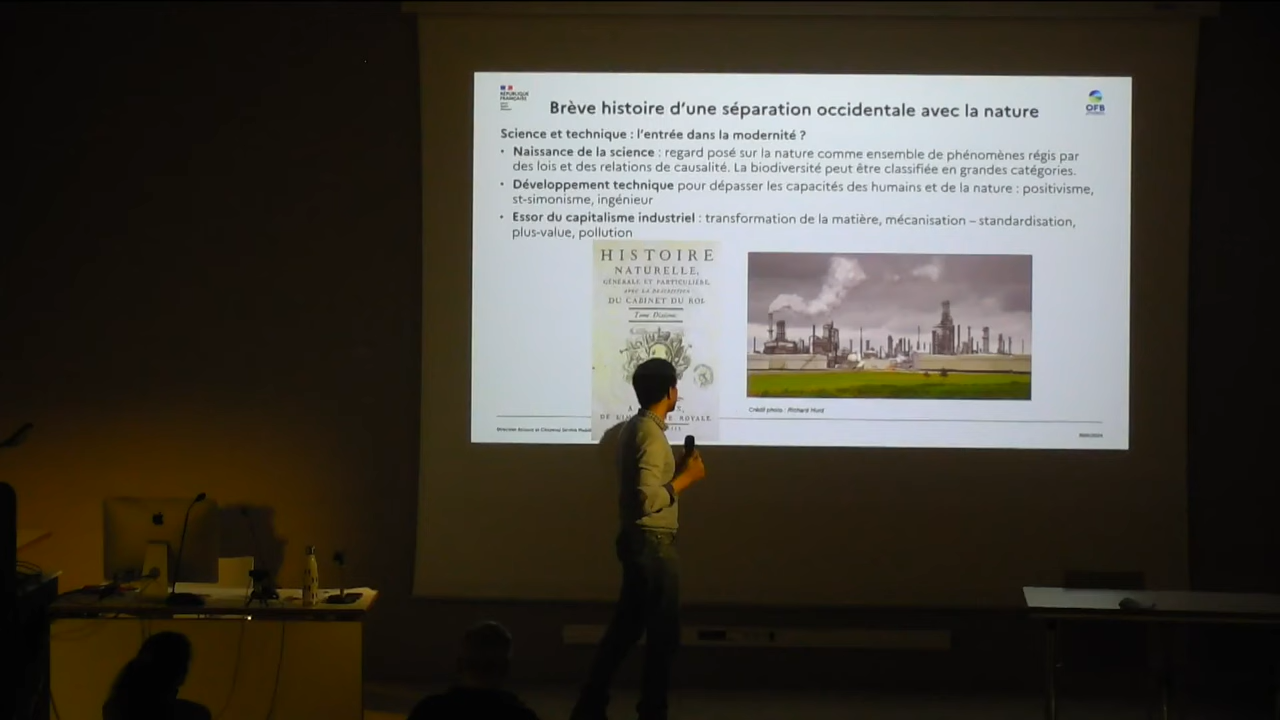 RÉPUBLIQUE
FRANÇAISE
Brève histoire d'une séparation occidentale avec la nature
OFB
Science et technique : l'entrée dans la modernité ?
• Naissance de la science : regard posé sur la nature comme ensemble de phénomènes régis par
des lois et des relations de causalité. La biodiversité peut être classifiée en grandes catégories.
• Développement technique pour dépasser les capacités des humains et de la nature : positivisme,
st-simonisme, ingénieur
• Essor du capitalisme industriel : transformation de la matière, mécanisation – standardisation,
plus-value, pollution
HISTOIRE
NATURELLE,
GÉNÉRALE ET PARTICULIÈRE,
AVEC LA DESCRIPTION
DU CABINET DU ROI.
Tome Dixième.
ROYALE
Crédit photo : Richard Hurd